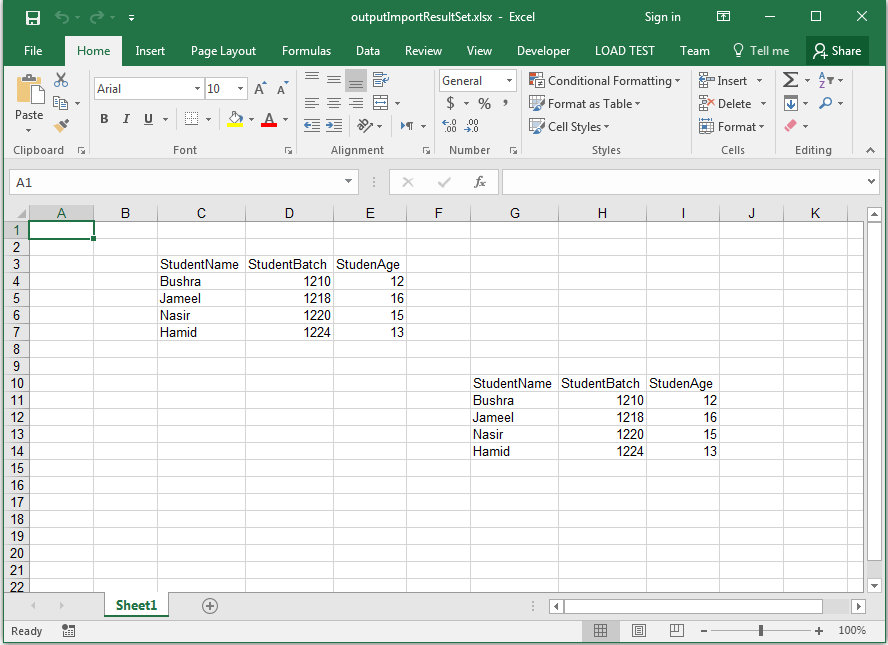 outputImportResultSet.xlsx - Excel Sign in
File Home Insert Page Layout Formulas Data Review View Developer LOAD TEST Team Tell me Share
Paste Arial 10 A A General Conditional Formatting Insert
B I U A $ % , Format as Table Delete
.00 .00 Cell Styles Format
Clipboard Font Alignment Number Styles Cells Editing
A1 fx
A B C D E F G H I J K
1
2
3 StudentName StudentBatch StudenAge
4 Bushra 1210 12
5 Jameel 1218 16
6 Nasir 1220 15
7 Hamid 1224 13
8
9
10 StudentName StudentBatch StudenAge
11 Bushra 1210 12
12 Jameel 1218 16
13 Nasir 1220 15
14 Hamid 1224 13
15
16
17
18
19
20
21
22
Sheet1
Ready 100%